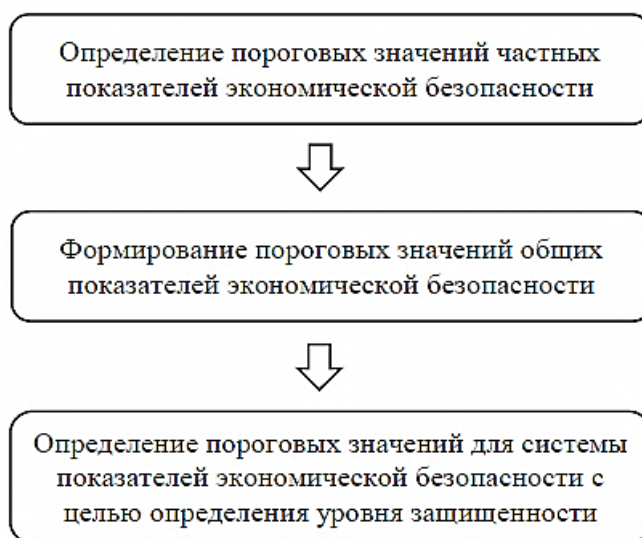 Определение пороговых значений частных
показателей экономической безопасности
Формирование пороговых значений общих
показателей экономической безопасности
Определение пороговых значений для системы
показателей экономической безопасности с
целью определения уровня защищенности